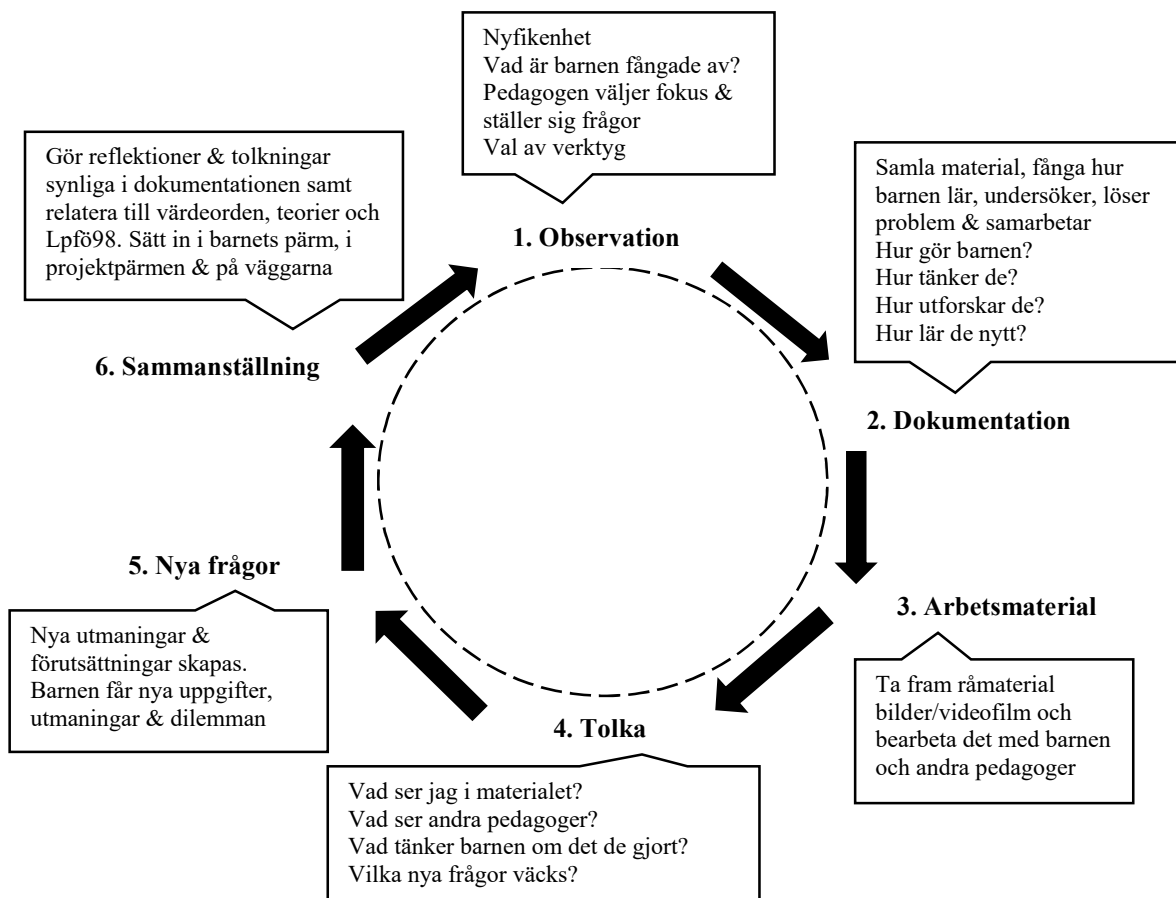 Nyfikenhet
Vad är barnen fångade av?
Pedagogen väljer fokus &
ställer sig frågor
Val av verktyg
1. Observation
Samla material, fånga hur
barnen lär, undersöker, löser
problem & samarbetar
Hur gör barnen?
Hur tänker de?
Hur utforskar de?
Hur lär de nytt?
2. Dokumentation
3. Arbetsmaterial
Ta fram råmaterial
bilder/videofilm och
bearbeta det med barnen
och andra pedagoger
4. Tolka
Vad ser jag i materialet?
Vad ser andra pedagoger?
Vad tänker barnen om det de gjort?
Vilka nya frågor väcks?
5. Nya frågor
Nya utmaningar &
förutsättningar skapas.
Barnen får nya uppgifter,
utmaningar & dilemman
Gör reflektioner & tolkningar
synliga i dokumentationen samt
relatera till värdeorden, teorier och
Lpfö98. Sätt in i barnets pärm, i
projektpärmen & på väggarna
6. Sammanställning